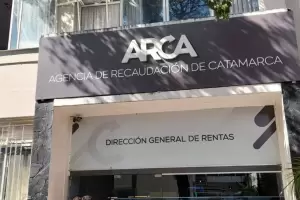 ARCA
AGENCIA DE RECAUDACIÓN DE CATAMARCA
DIRECCIÓN GENERAL DE RENTAS